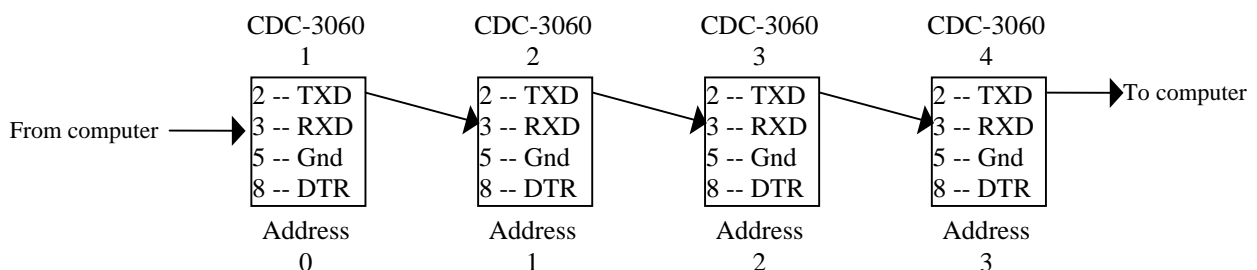 CDC-3060 CDC-3060 CDC-3060 CDC-3060
1 2 3 4
2 -- TXD 2 -- TXD 2 -- TXD 2 -- TXD To computer
From computer 3 -- RXD 3 -- RXD 3 -- RXD 3 -- RXD
5 -- Gnd 5 -- Gnd 5 -- Gnd 5 -- Gnd
8 -- DTR 8 -- DTR 8 -- DTR 8 -- DTR
Address Address Address Address
0 1 2 3